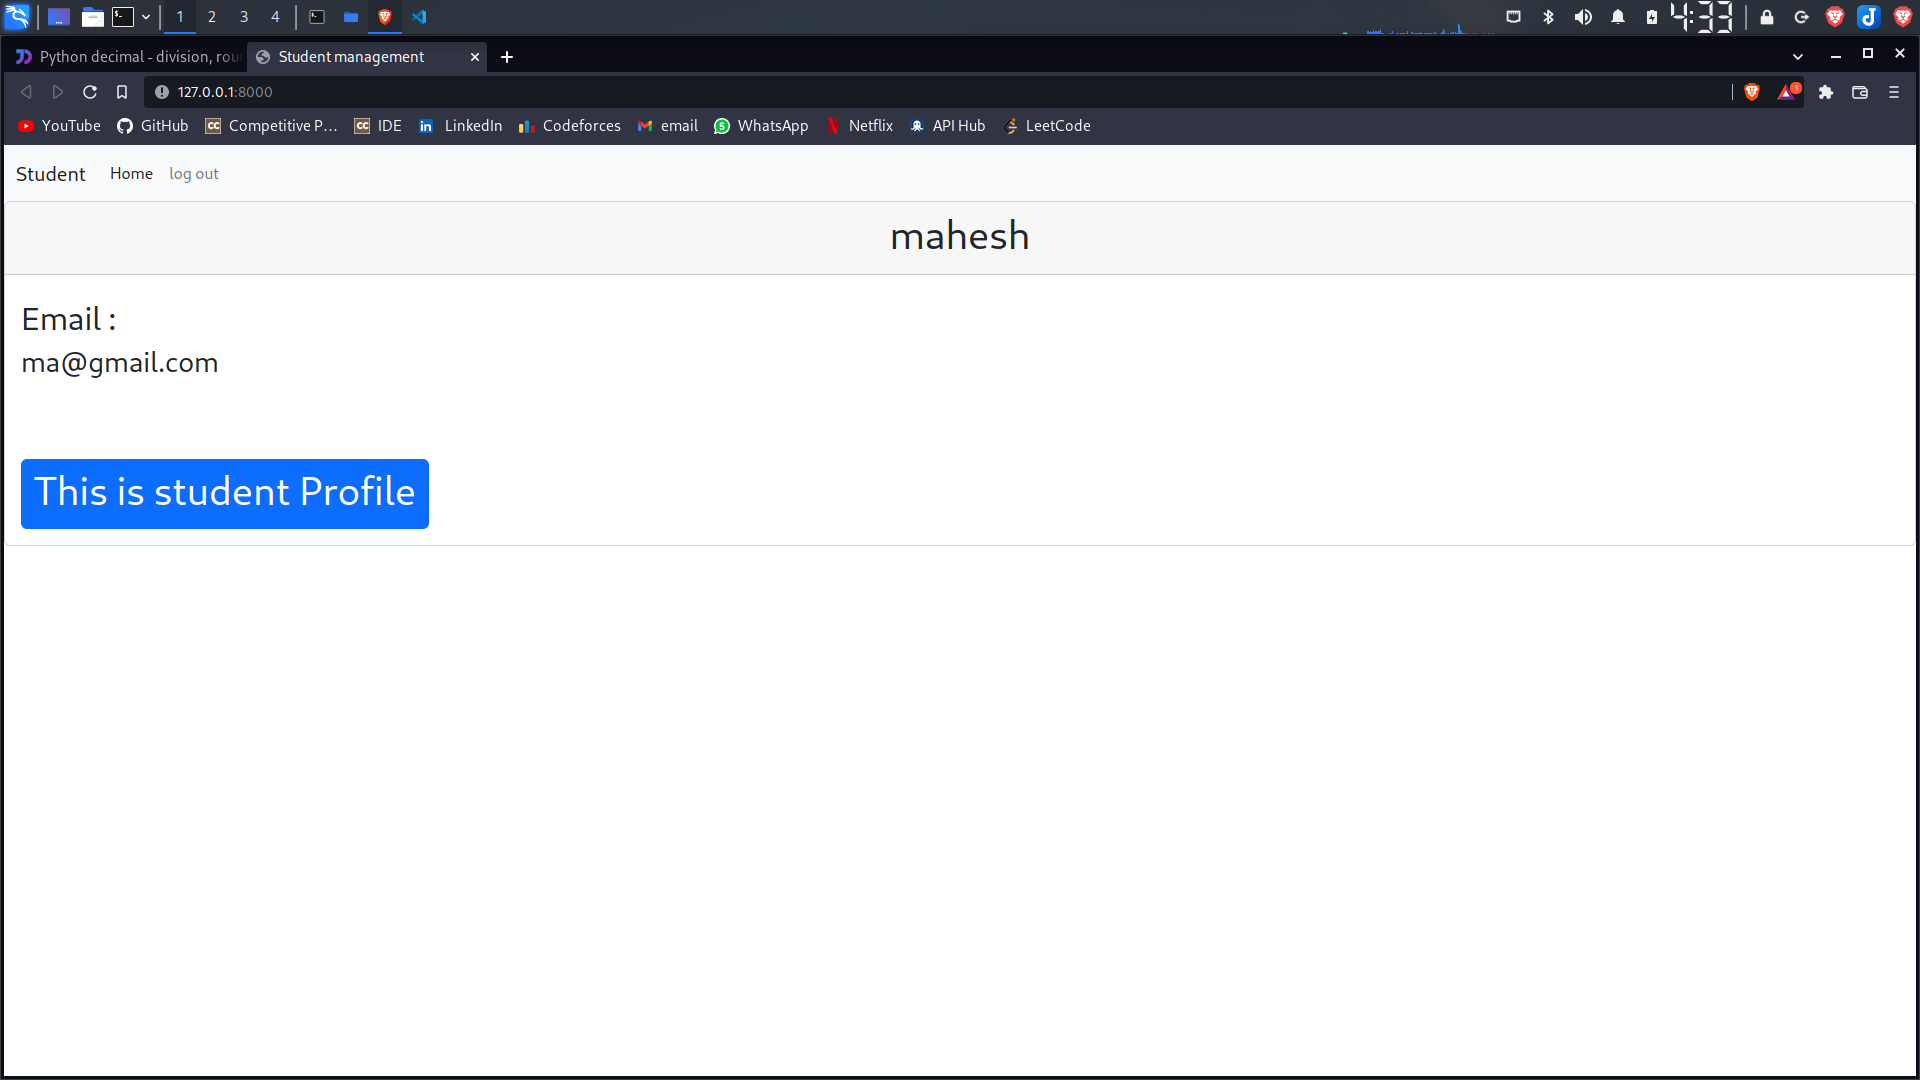 1 2 3 4 4:33
Python decimal - division, rou
Student management
127.0.0.1:8000
1
YouTube GitHub Competitive P... IDE LinkedIn Codeforces email WhatsApp Netflix API Hub LeetCode
Student Home log out
mahesh
Email :
ma@gmail.com
This is student Profile